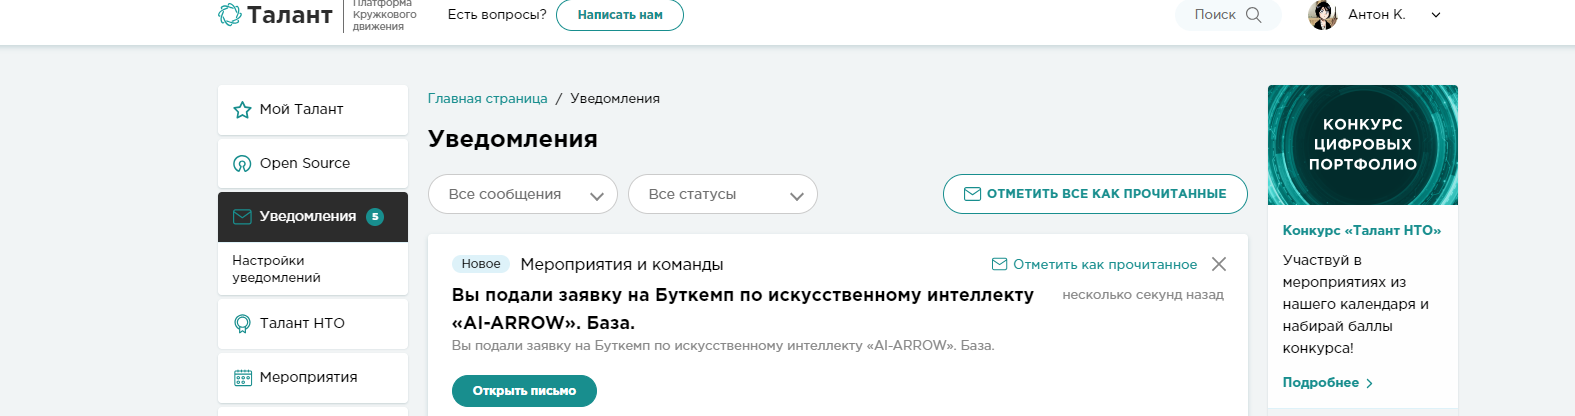 Талант
Платформа
Кружкового
движения
Есть вопросы?
Написать нам
Поиск
Антон К.
Мой Талант
Open Source
Уведомления 5
Настройки
уведомлений
Талант НТО
Мероприятия
Главная страница / Уведомления
Уведомления
Все сообщения
Все статусы
ОТМЕТИТЬ ВСЕ КАК ПРОЧИТАННЫЕ
Новое Мероприятия и команды
Отметить как прочитанное
Вы подали заявку на Буткемп по искусственному интеллекту
несколько секунд назад
«AI-ARROW». База.
Вы подали заявку на Буткемп по искусственному интеллекту «AI-ARROW». База.
Открыть письмо
КОНКУРС
ЦИФРОВЫХ
ПОРТФОЛИО
Конкурс «Талант НТО»
Участвуй в
мероприятиях из
нашего календаря и
набирай баллы
конкурса!
Подробнее